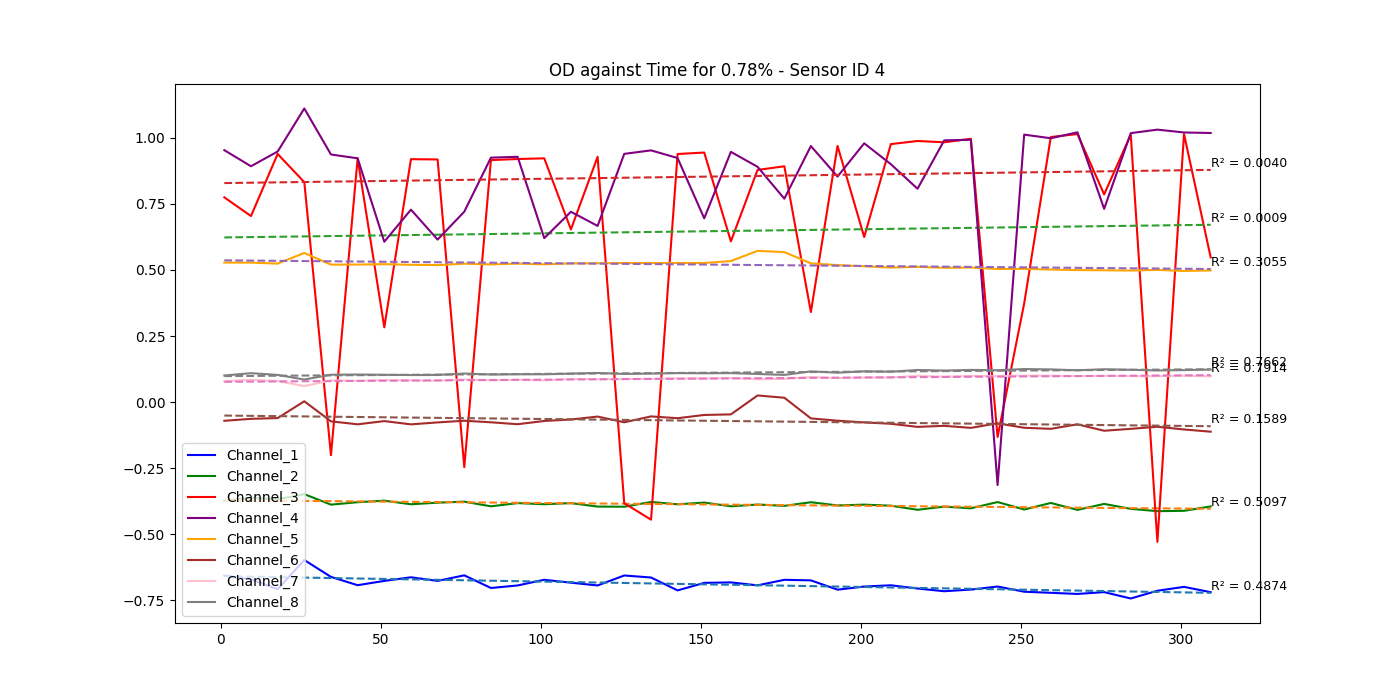 OD against Time for 0.78% - Sensor ID 4
1.00
0.75
0.50
0.25
0.00
−0.25
−0.50
−0.75
R² = 0.0040
R² = 0.0009
R² = 0.3055
R² = 0.7662
R² = 0.7914
R² = 0.1589
R² = 0.5097
R² = 0.4874
Channel_1
Channel_2
Channel_3
Channel_4
Channel_5
Channel_6
Channel_7
Channel_8
0 50 100 150 200 250 300